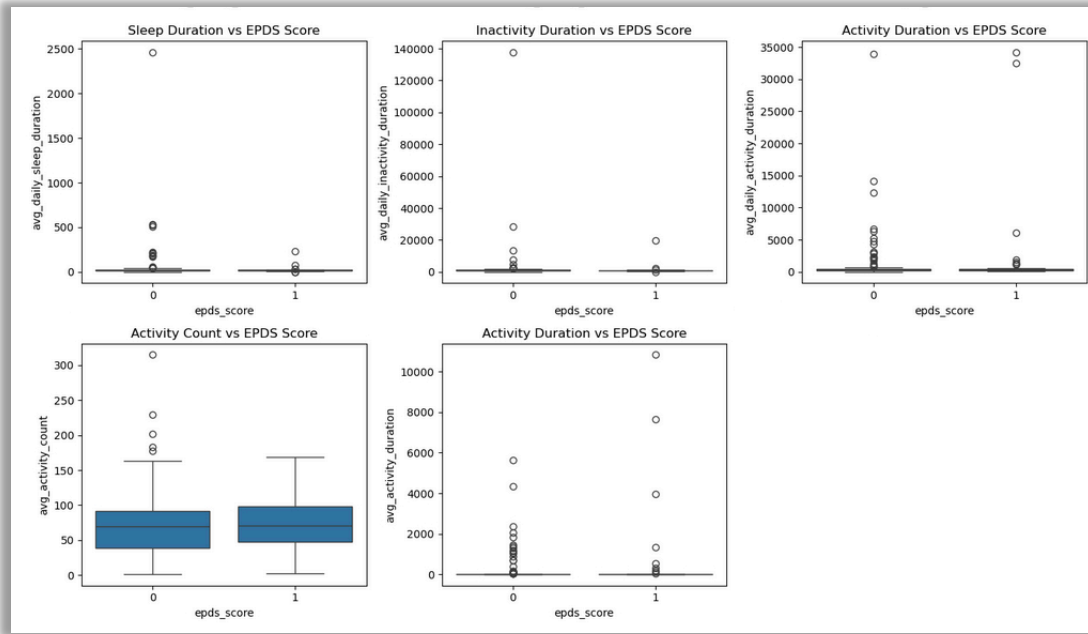 Sleep Duration vs EPDS Score
2500
2000
1500
1000
500
0
avg_daily_sleep_duration
0 1
epds_score
Inactivity Duration vs EPDS Score
140000
120000
100000
80000
60000
40000
20000
0
avg_daily_inactivity_duration
0 1
epds_score
Activity Duration vs EPDS Score
35000
30000
25000
20000
15000
10000
5000
0
avg_daily_activity_duration
0 1
epds_score
Activity Count vs EPDS Score
300
250
200
150
100
50
0
avg_activity_count
0 1
epds_score
Activity Duration vs EPDS Score
10000
8000
6000
4000
2000
0
avg_activity_duration
0 1
epds_score